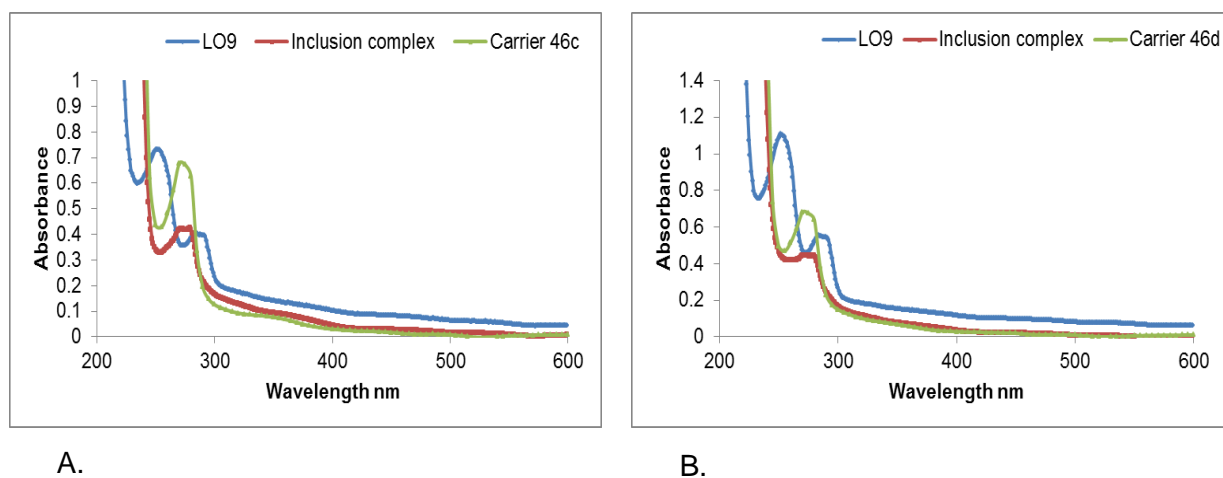 LO9 Inclusion complex Carrier 46c
1
0.9
0.8
0.7
0.6
0.5
0.4
0.3
0.2
0.1
0
Absorbance
200 300 400 500 600
Wavelength nm
A.
LO9 Inclusion complex Carrier 46d
1.4
1.2
1
0.8
0.6
0.4
0.2
0
Absorbance
200 300 400 500 600
Wavelength nm
B.